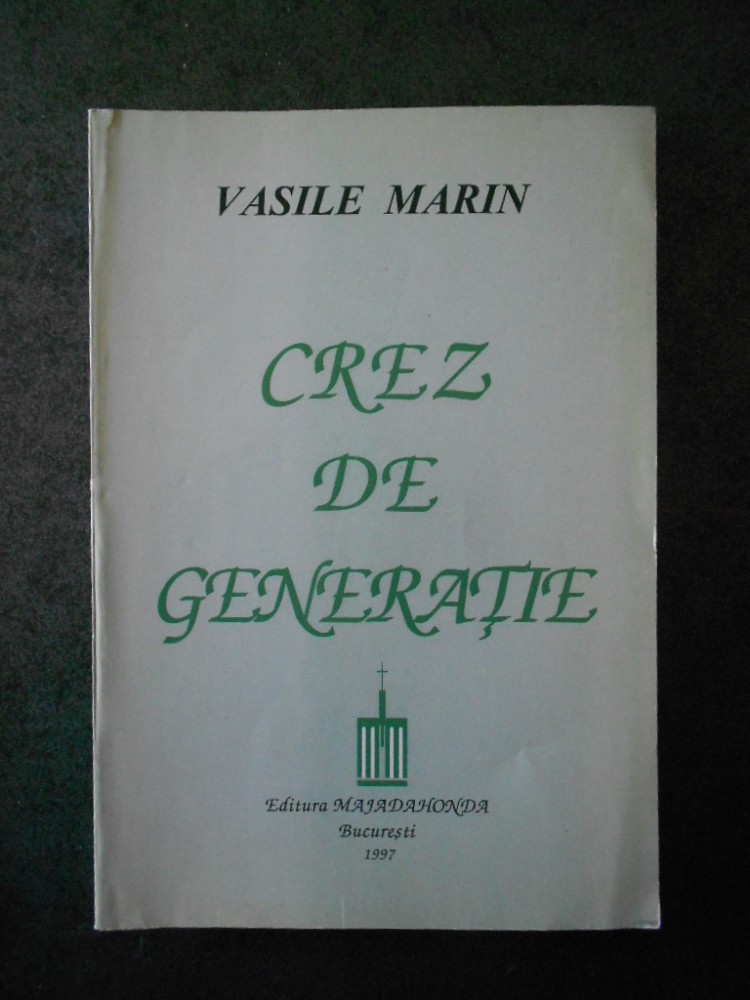 VASILE MARIN
CREZ
DE
GENERAȚIE
Editura MAJADAHONDA
București
1997